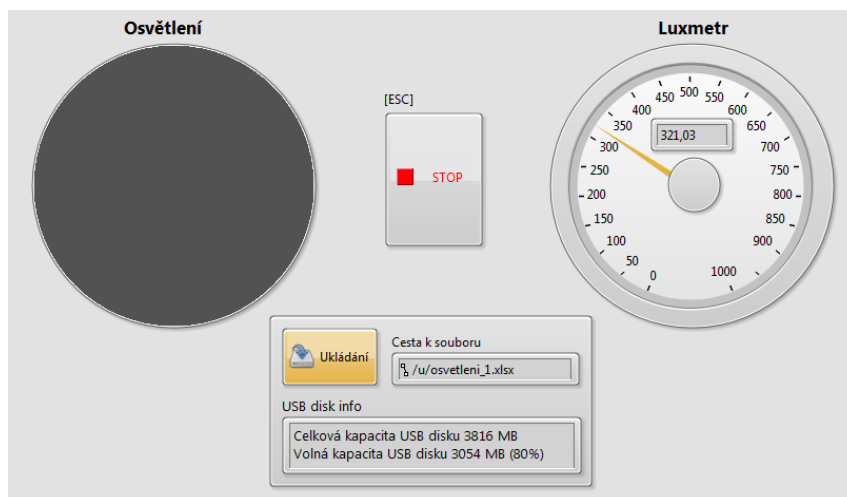 Osvětlení
Luxmetr
[ESC]
STOP
0
50
100
150
200
250
300
350
400
450
500
550
600
650
700
750
800
850
900
1000
321,03
Ukládání
Cesta k souboru
/u/osvetleni_1.xlsx
USB disk info
Celková kapacita USB disku 3816 MB
Volná kapacita USB disku 3054 MB (80%)